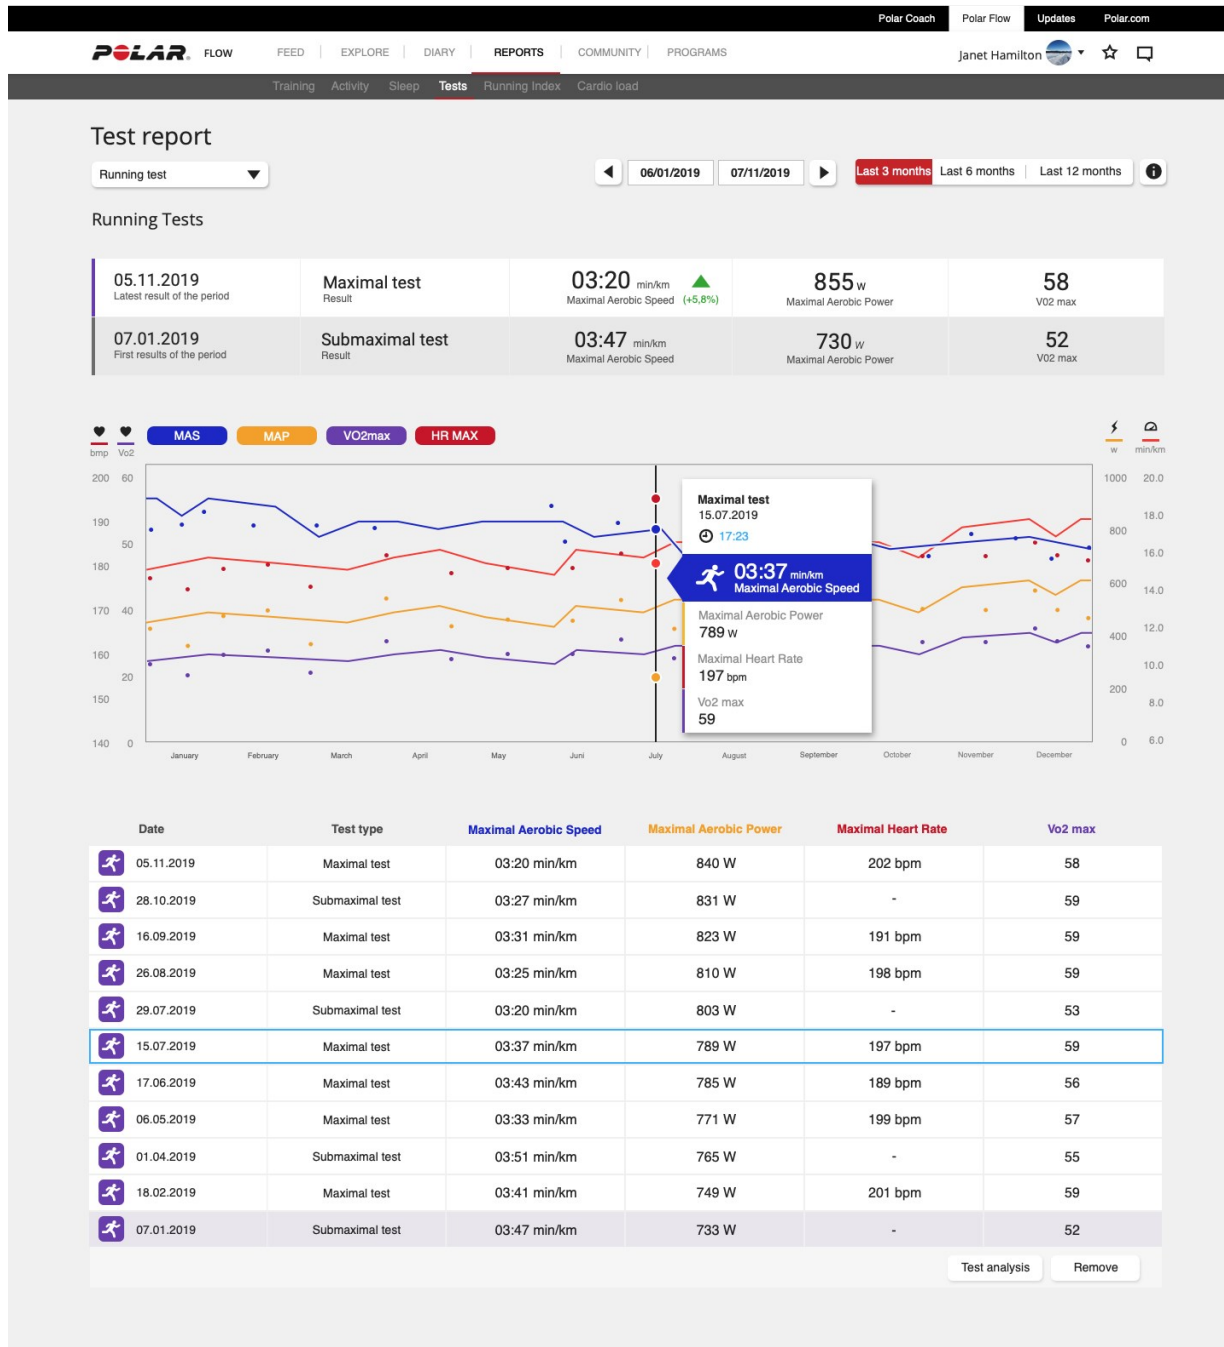 Polar Coach Polar Flow Updates Polar.com
POLAR. FLOW FEED EXPLORE DIARY REPORTS COMMUNITY PROGRAMS Janet Hamilton
Training Activity Sleep Tests Running Index Cardio load
Test report
Running test 06/01/2019 07/11/2019 Last 3 months Last 6 months Last 12 months
Running Tests
05.11.2019 Maximal test 03:20 min/km 855 w 58
Latest result of the period Result Maximal Aerobic Speed (+5,8%) Maximal Aerobic Power V02 max
07.01.2019 Submaximal test 03:47 min/km 730 w 52
First results of the period Result Maximal Aerobic Speed Maximal Aerobic Power V02 max
MAS MAP VO2max HR MAX
bmp Vo2 w min/km
200 60 1000 20.0
190 18.0
50 800
180 16.0
600 14.0
170 40
400 12.0
160 10.0
20 200
150 8.0
140 0 0 6.0
Maximal test
15.07.2019
17:23
03:37 min/km
Maximal Aerobic Speed
Maximal Aerobic Power
789 w
Maximal Heart Rate
197 bpm
Vo2 max
59
January February March April May Juni July August September October November December
Date Test type Maximal Aerobic Speed Maximal Aerobic Power Maximal Heart Rate Vo2 max
05.11.2019 Maximal test 03:20 min/km 840 W 202 bpm 58
28.10.2019 Submaximal test 03:27 min/km 831 W - 59
16.09.2019 Maximal test 03:31 min/km 823 W 191 bpm 59
26.08.2019 Maximal test 03:25 min/km 810 W 198 bpm 59
29.07.2019 Submaximal test 03:20 min/km 803 W - 53
15.07.2019 Maximal test 03:37 min/km 789 W 197 bpm 59
17.06.2019 Maximal test 03:43 min/km 785 W 189 bpm 56
06.05.2019 Maximal test 03:33 min/km 771 W 199 bpm 57
01.04.2019 Submaximal test 03:51 min/km 765 W - 55
18.02.2019 Maximal test 03:41 min/km 749 W 201 bpm 59
07.01.2019 Submaximal test 03:47 min/km 733 W - 52
Test analysis Remove